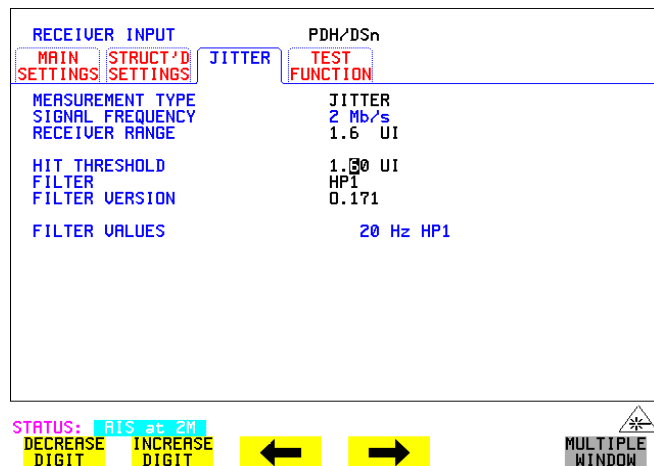 RECEIVER INPUT PDH/DSn
MAIN SETTINGS STRUCT'D SETTINGS JITTER TEST FUNCTION
MEASUREMENT TYPE JITTER
SIGNAL FREQUENCY 2 Mb/s
RECEIVER RANGE 1.6 UI
HIT THRESHOLD 1.60 UI
FILTER HP1
FILTER VERSION O.171
FILTER VALUES 20 Hz HP1
STATUS: AIS at 2M
DECREASE DIGIT INCREASE DIGIT MULTIPLE WINDOW